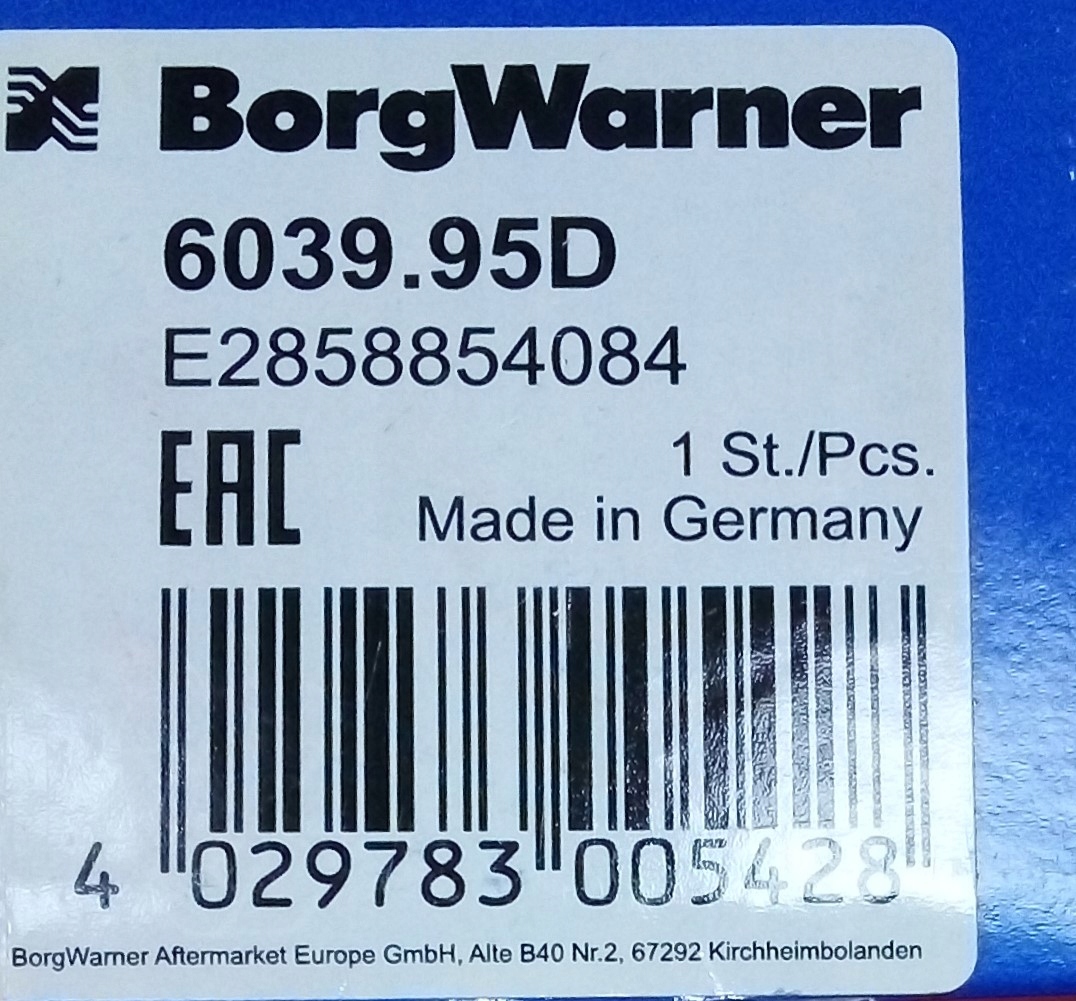 BorgWarner
6039.95D
E2858854084
EAC
1 St./Pcs.
Made in Germany
4 029783 005428
BorgWarner Aftermarket Europe GmbH, Alte B40 Nr.2, 67292 Kirchheimbolanden